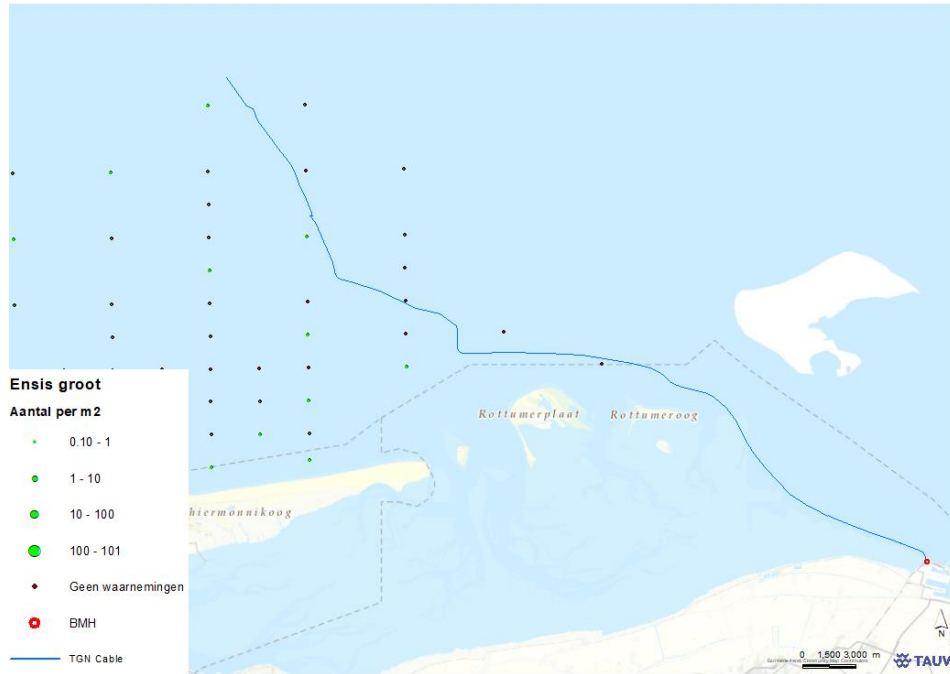 Rottumerplaat
Rottumeroog
hiermonnikoog
Ensis groot
Aantal per m2
0.10 - 1
1 - 10
10 - 100
100 - 101
Geen waarnemingen
BMH
TGN Cable
N
0 1,500 3,000 m
TAUW